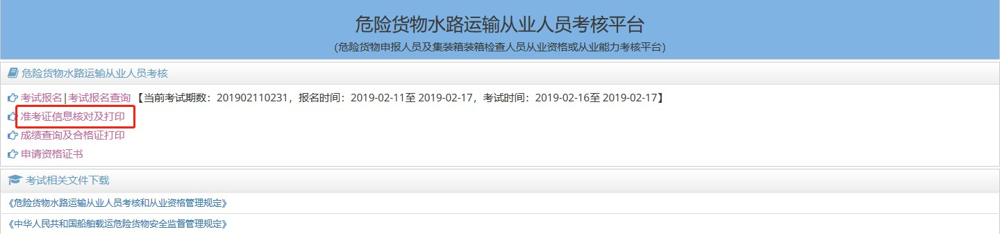 危险货物水路运输从业人员考核平台
(危险货物申报人员及集装箱装箱检查人员从业资格或从业能力考核平台)
危险货物水路运输从业人员考核
考试报名|考试报名查询 【当前考试期数：201902110231，报名时间：2019-02-11至 2019-02-17，考试时间：2019-02-16至 2019-02-17】
准考证信息核对及打印
成绩查询及合格证打印
申请资格证书
考试相关文件下载
《危险货物水路运输从业人员考核和从业资格管理规定》
《中华人民共和国船舶载运危险货物安全监督管理规定》